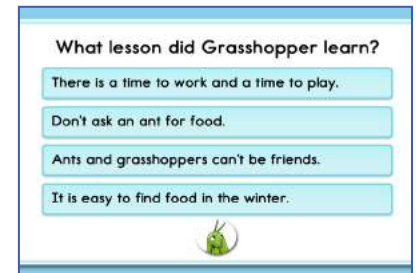 What lesson did Grasshopper learn?
There is a time to work and a time to play.
Don't ask an ant for food.
Ants and grasshoppers can't be friends.
It is easy to find food in the winter.